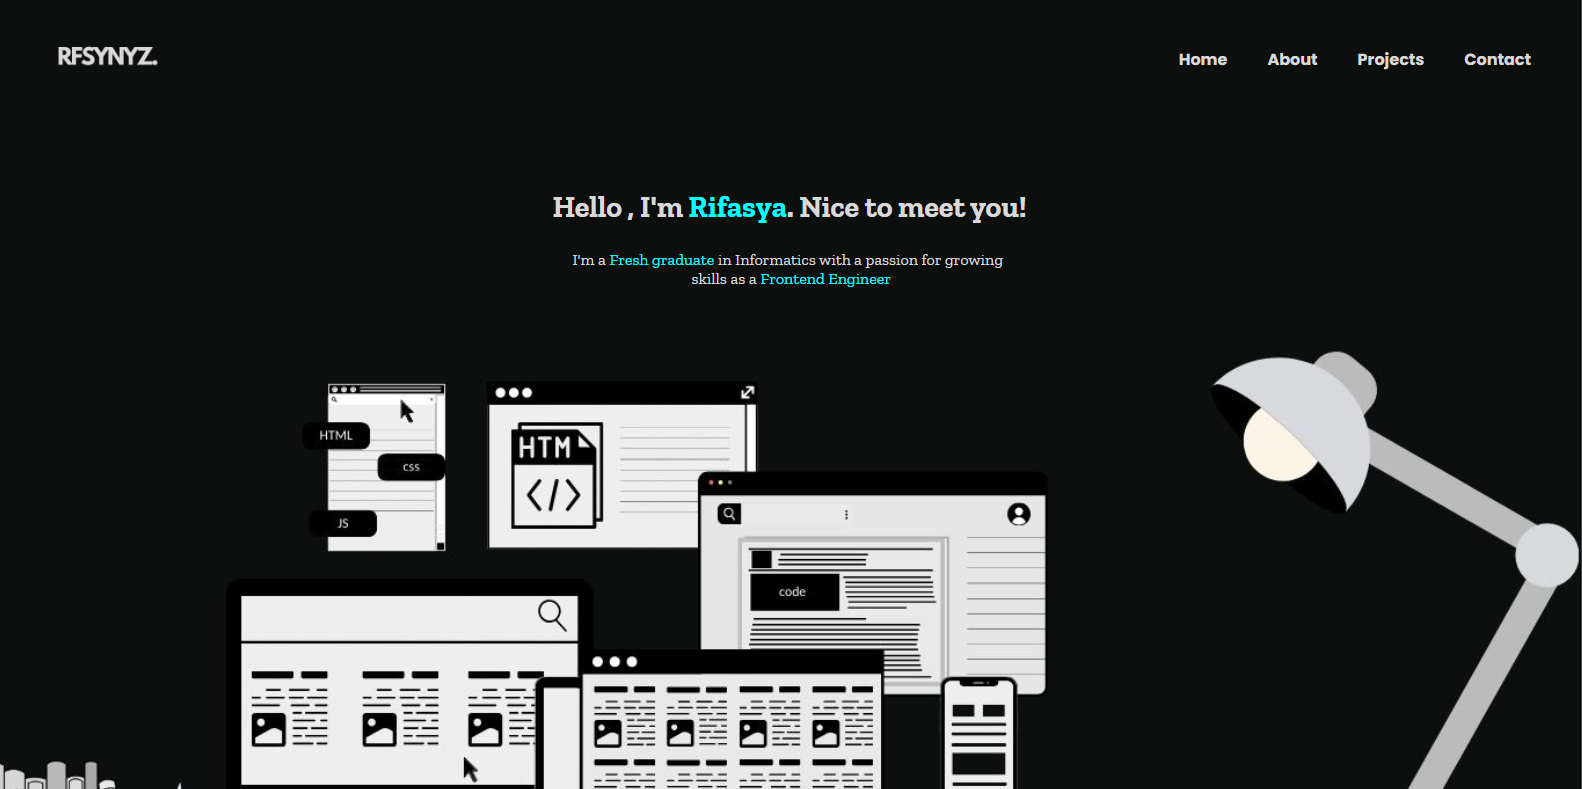 RFSYNYZ.
Home About Projects Contact
Hello , I'm Rifasya. Nice to meet you!
I'm a Fresh graduate in Informatics with a passion for growing
skills as a Frontend Engineer
HTML
css
JS
HTM
</>
code